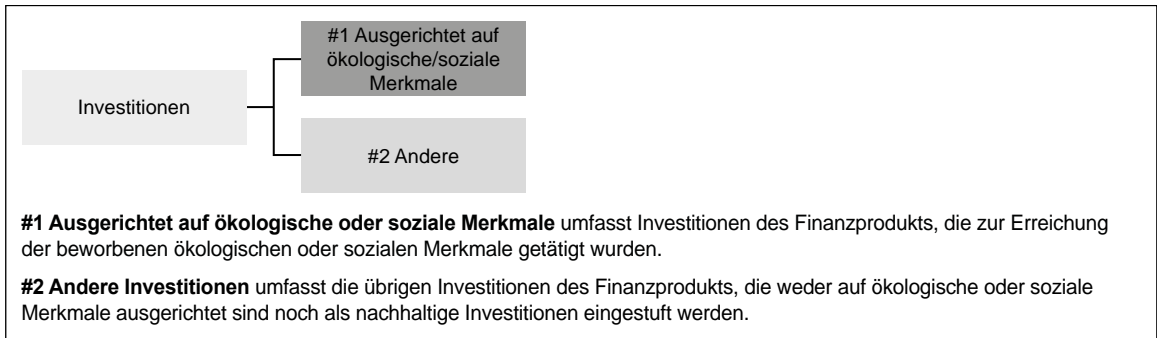 #1 Ausgerichtet auf
ökologische/soziale
Merkmale
Investitionen
#2 Andere
#1 Ausgerichtet auf ökologische oder soziale Merkmale umfasst Investitionen des Finanzprodukts, die zur Erreichung
der beworbenen ökologischen oder sozialen Merkmale getätigt wurden.
#2 Andere Investitionen umfasst die übrigen Investitionen des Finanzprodukts, die weder auf ökologische oder soziale
Merkmale ausgerichtet sind noch als nachhaltige Investitionen eingestuft werden.